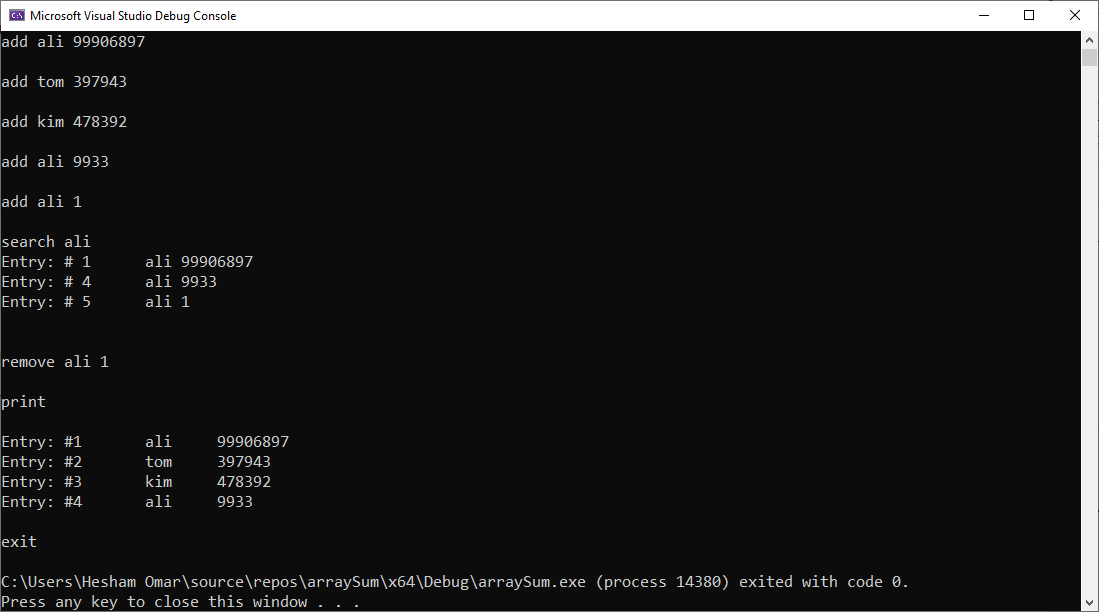 Microsoft Visual Studio Debug Console
add ali 99906897
add tom 397943
add kim 478392
add ali 9933
add ali 1
search ali
Entry: # 1      ali 99906897
Entry: # 4      ali 9933
Entry: # 5      ali 1
remove ali 1
print
Entry: #1       ali     99906897
Entry: #2       tom     397943
Entry: #3       kim     478392
Entry: #4       ali     9933
exit
C:\Users\Hesham Omar\source\repos\arraySum\x64\Debug\arraySum.exe (process 14380) exited with code 0.
Press any key to close this window . . .